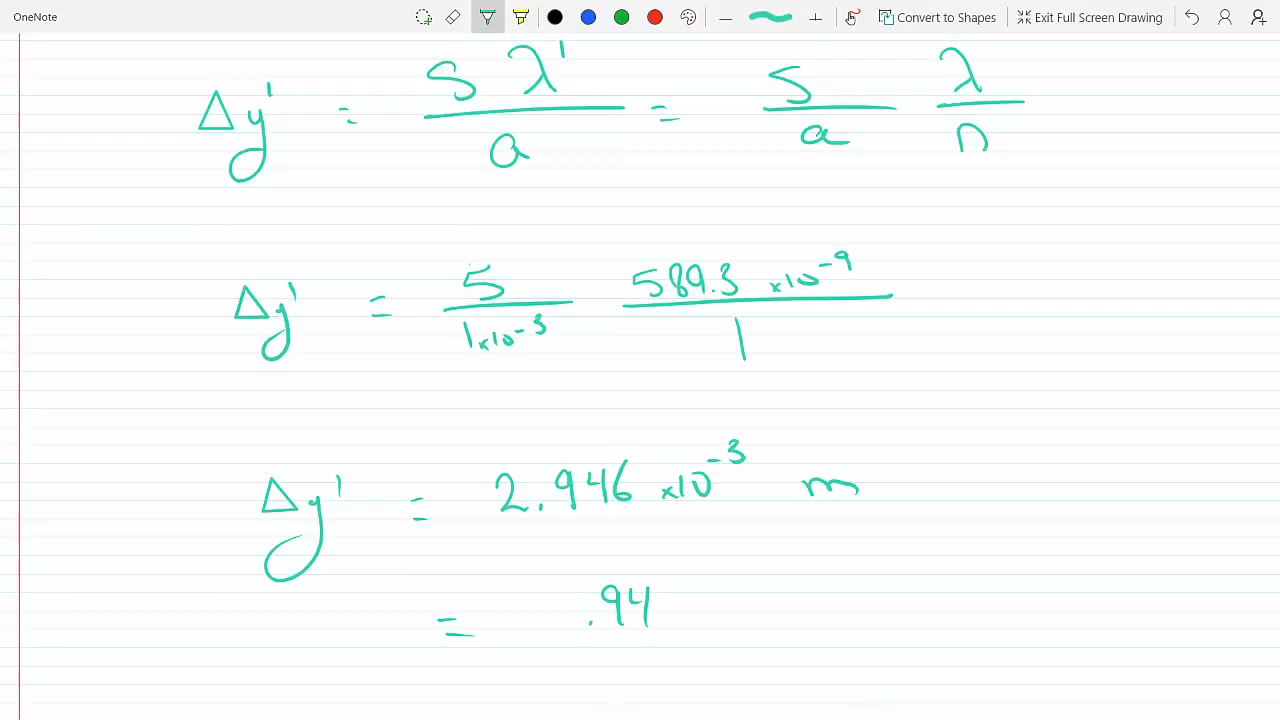 OneNote Convert to Shapes Exit Full Screen Drawing
Δy' = s λ' / a = s / a λ / n
Δy' = 5 / 1×10⁻³ 589.3 ×10⁻⁹ / 1
Δy' = 2.946 ×10⁻³ m
= .94